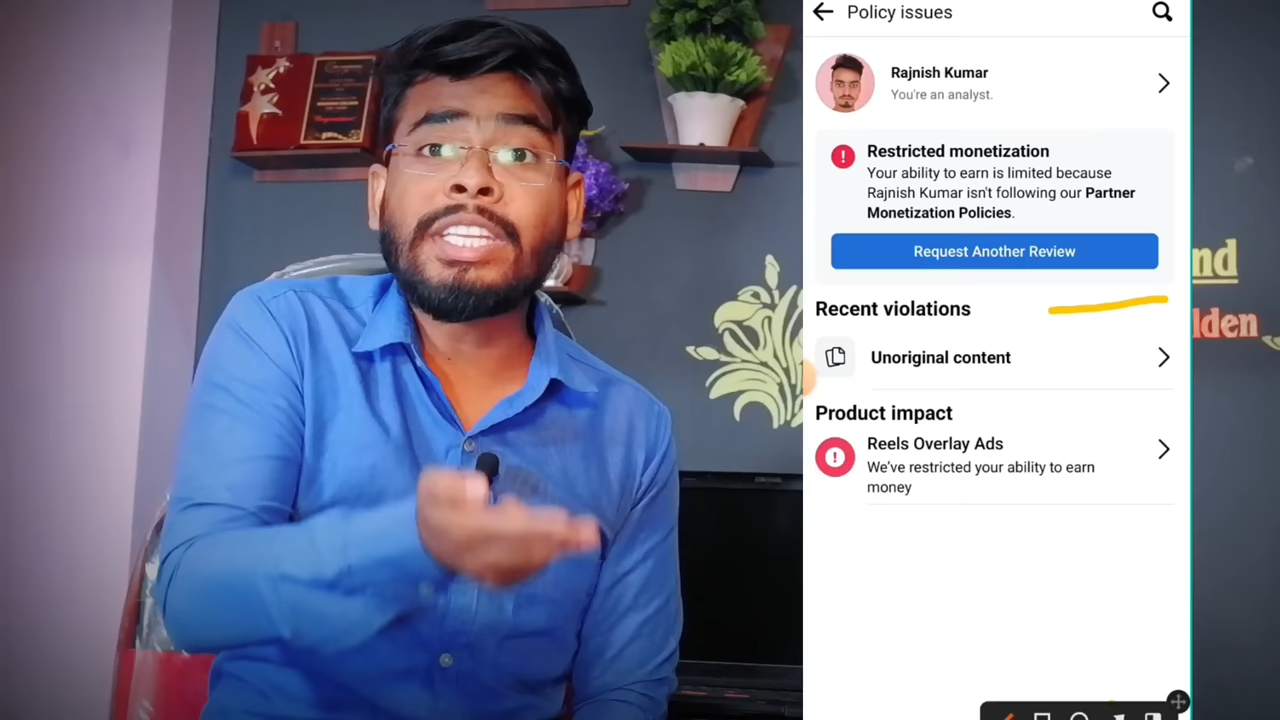 Policy issues
Rajnish Kumar
You're an analyst.
Restricted monetization
Your ability to earn is limited because
Rajnish Kumar isn't following our Partner
Monetization Policies.
Request Another Review
Recent violations
Unoriginal content
Product impact
Reels Overlay Ads
We've restricted your ability to earn
money
nd
lden